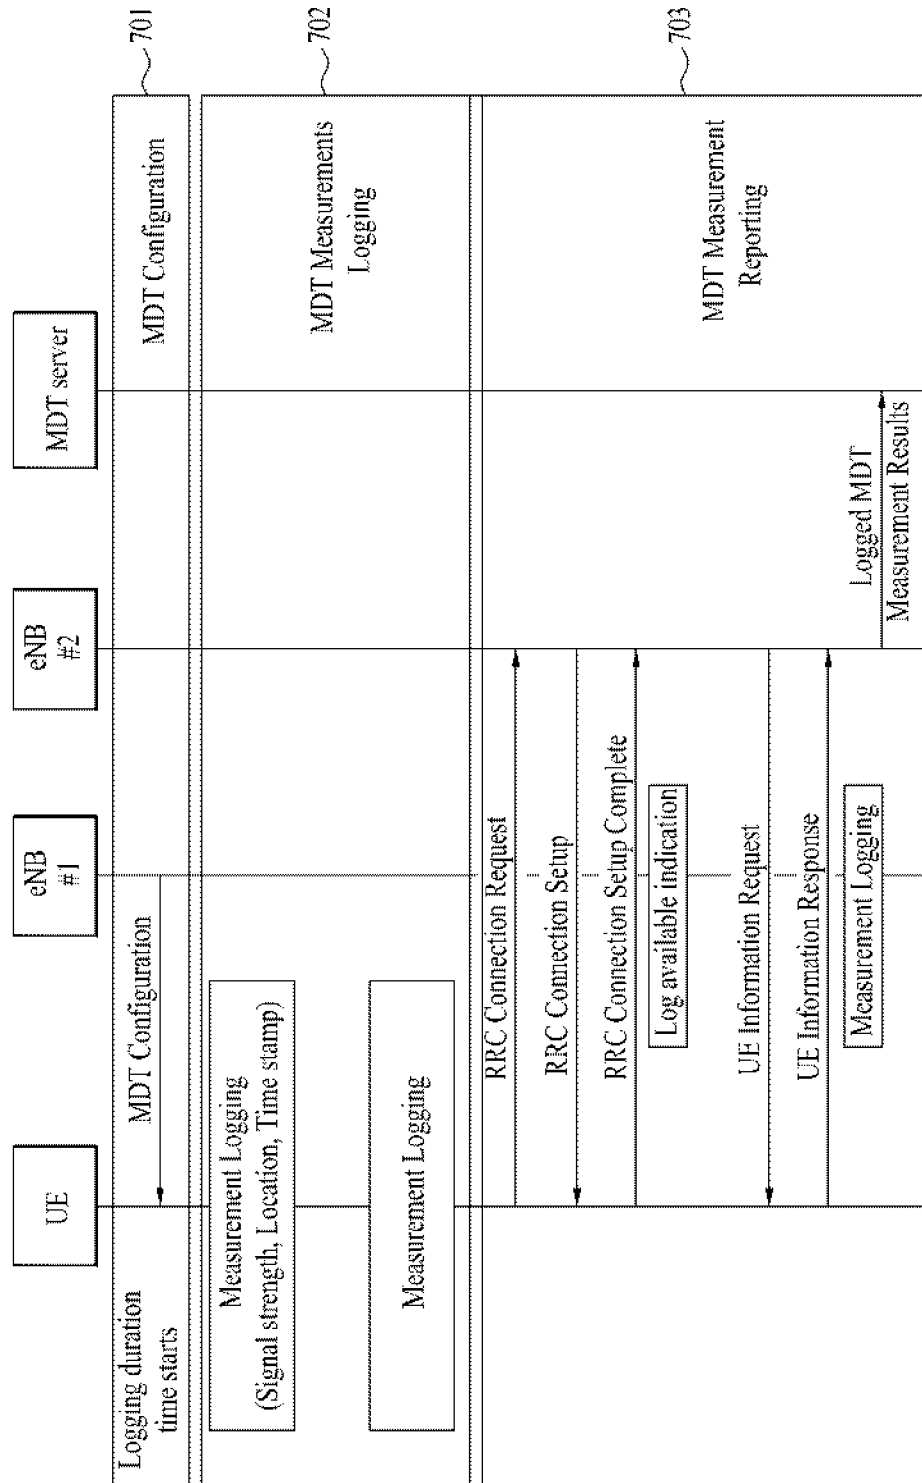 UE
eNB
#1
eNB
#2
MDT server
Logging duration
time starts
MDT Configuration
MDT Configuration
701
Measurement Logging
(Signal strength, Location, Time stamp)
Measurement Logging
MDT Measurements
Logging
702
RRC Connection Request
RRC Connection Setup
RRC Connection Setup Complete
Log available indication
UE Information Request
UE Information Response
Measurement Logging
Logged MDT
Measurement Results
MDT Measurement
Reporting
703